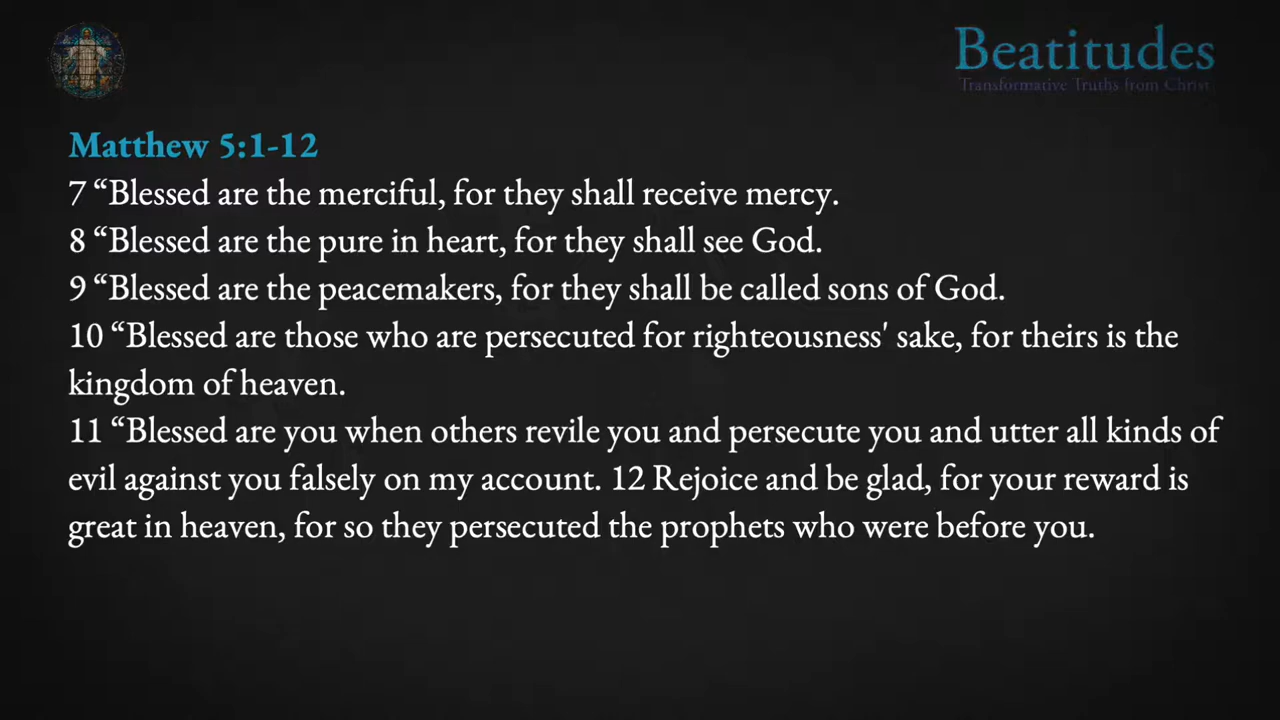 Beatitudes
Transformative Truths from Christ
Matthew 5:1-12
7 “Blessed are the merciful, for they shall receive mercy.
8 “Blessed are the pure in heart, for they shall see God.
9 “Blessed are the peacemakers, for they shall be called sons of God.
10 “Blessed are those who are persecuted for righteousness' sake, for theirs is the
kingdom of heaven.
11 “Blessed are you when others revile you and persecute you and utter all kinds of
evil against you falsely on my account. 12 Rejoice and be glad, for your reward is
great in heaven, for so they persecuted the prophets who were before you.